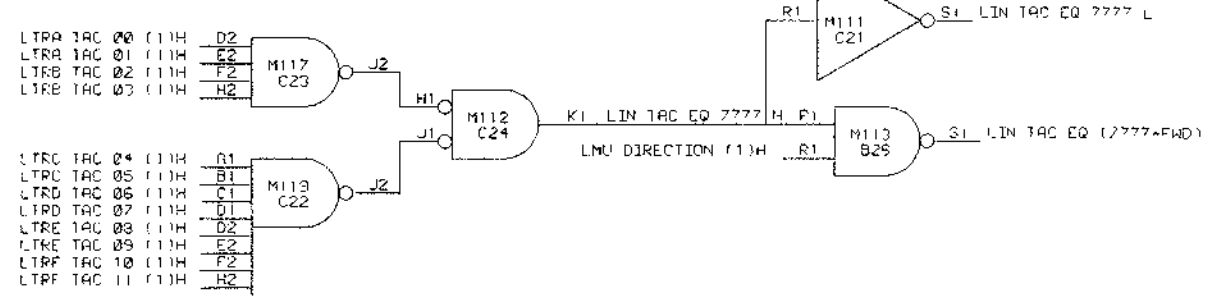 R1 M111 S1 LIN TAC EQ 7777 L
C21
LTRA TAC 00 (1)H D2
LTRA TAC 01 (1)H E2
LTRB TAC 02 (1)H F2
LTRB TAC 03 (1)H H2
M117
C23
J2
H1
J1
M112
C24
K1 LIN TAC EQ 7777 H F1
LMU DIRECTION (1)H R1
M113
S1 LIN TAC EQ (7777*FWD)
LTRC TAC 04 (1)H A1
LTRC TAC 05 (1)H B1
LTRD TAC 06 (1)H C1
LTRD TAC 07 (1)H D1
LTRE TAC 08 (1)H D2
LTRE TAC 09 (1)H E2
LTRF TAC 10 (1)H F2
LTRF TAC 11 (1)H H2
M119
C22
J2